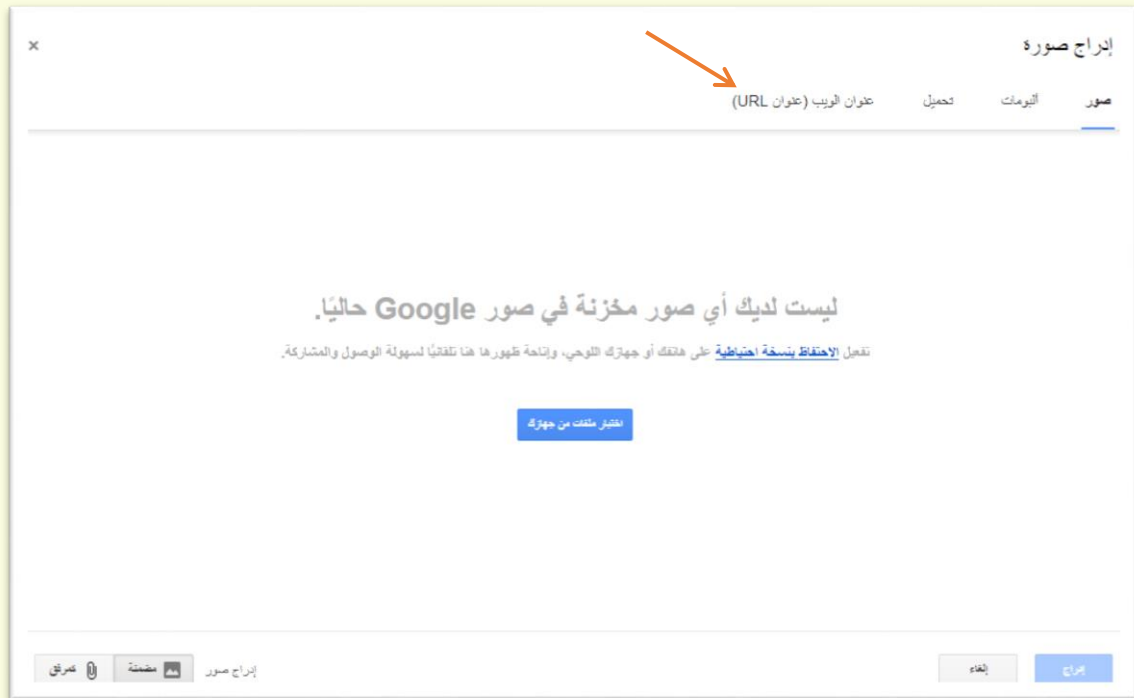 إدراج صورة
×
صور ألبومات تحميل عنوان الويب (عنوان URL)
ليست لديك أي صور مخزنة في صور Google حاليًا.
تفعيل الاحتفاظ بنسخة احتياطية على هاتفك أو جهازك اللوحي، وإتاحة ظهورها هنا تلقائيًا لسهولة الوصول والمشاركة.
اختيار ملفات من جهازك
إدراج إلغاء إدراج صور مضمنة كمرفق